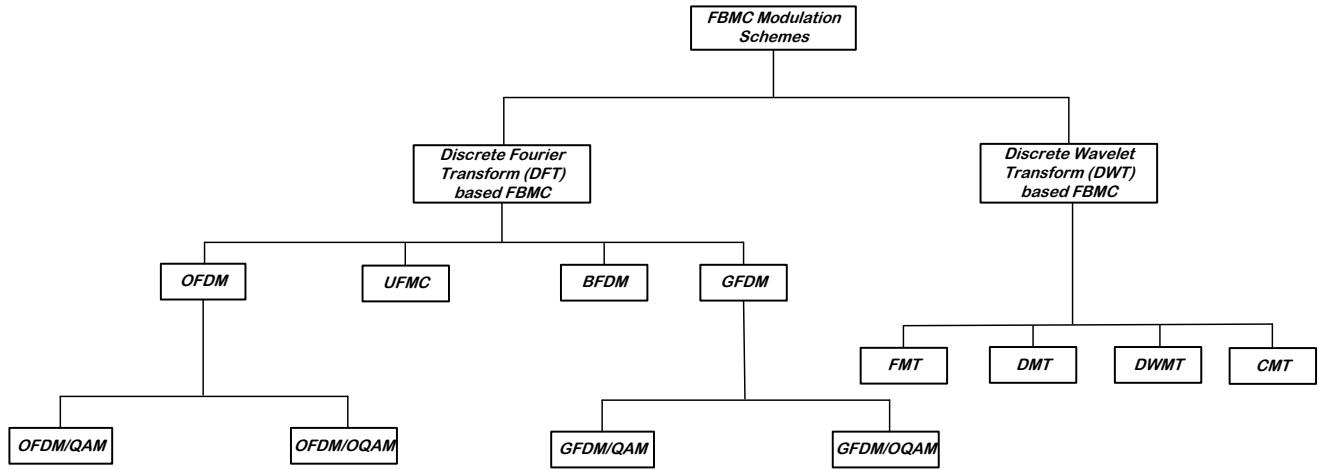 FBMC Modulation
Schemes
Discrete Fourier
Transform (DFT)
based FBMC
Discrete Wavelet
Transform (DWT)
based FBMC
OFDM
UFMC
BFDM
GFDM
FMT
DMT
DWMT
CMT
OFDM/QAM
OFDM/OQAM
GFDM/QAM
GFDM/OQAM